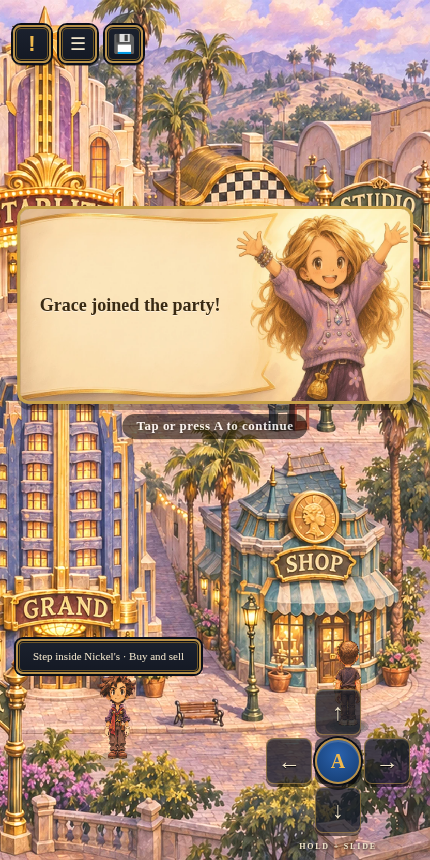 !
☰
STARLIT
STUDIO
Grace joined the party!
Tap or press A to continue
SHOP
GRAND
Step inside Nickel's · Buy and sell
↑
← A →
↓
HOLD + SLIDE